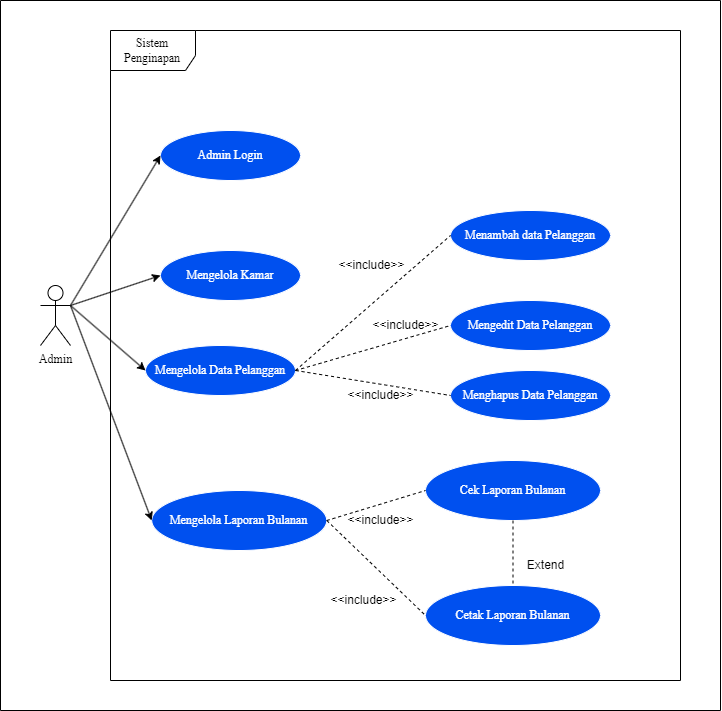 Sistem
Penginapan
Admin Login
Menambah data Pelanggan
<<include>>
Mengelola Kamar
Admin
<<include>>
Mengedit Data Pelanggan
Mengelola Data Pelanggan
<<include>>
Menghapus Data Pelanggan
Cek Laporan Bulanan
Mengelola Laporan Bulanan
<<include>>
Extend
<<include>>
Cetak Laporan Bulanan